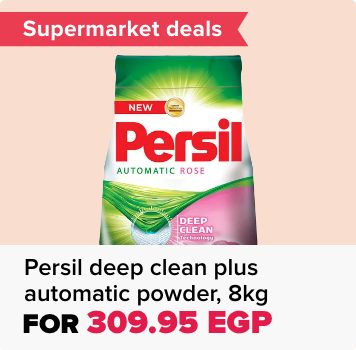 Supermarket deals
NEW
Persil
AUTOMATIC ROSE
DEEP
CLEAN
Technology
Persil deep clean plus
automatic powder, 8kg
FOR 309.95 EGP